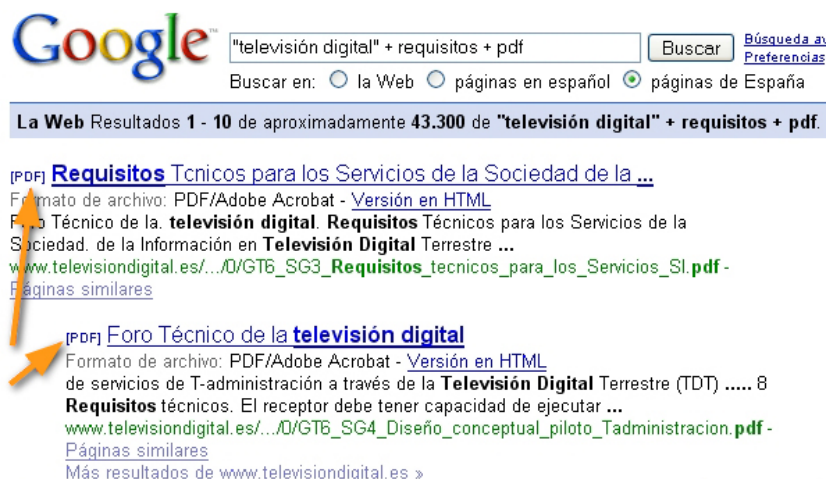 Google™
"televisión digital" + requisitos + pdf
Buscar
Búsqueda
Preferencias
Buscar en: la Web páginas en español páginas de España
La Web Resultados 1 - 10 de aproximadamente 43.300 de "televisión digital" + requisitos + pdf.
[PDF] Requisitos Tcnicos para los Servicios de la Sociedad de la ...
Formato de archivo: PDF/Adobe Acrobat - Versión en HTML
Foro Técnico de la. televisión digital. Requisitos Técnicos para los Servicios de la
Sociedad. de la Información en Televisión Digital Terrestre ...
www.televisiondigital.es/.../0/GT6_SG3_Requisitos_tecnicos_para_los_Servicios_SI.pdf -
Páginas similares
[PDF] Foro Técnico de la televisión digital
Formato de archivo: PDF/Adobe Acrobat - Versión en HTML
de servicios de T-administración a través de la Televisión Digital Terrestre (TDT) ..... 8
Requisitos técnicos. El receptor debe tener capacidad de ejecutar ...
www.televisiondigital.es/.../0/GT6_SG4_Diseño_conceptual_piloto_Tadministracion.pdf -
Páginas similares
Más resultados de www.televisiondigital.es »